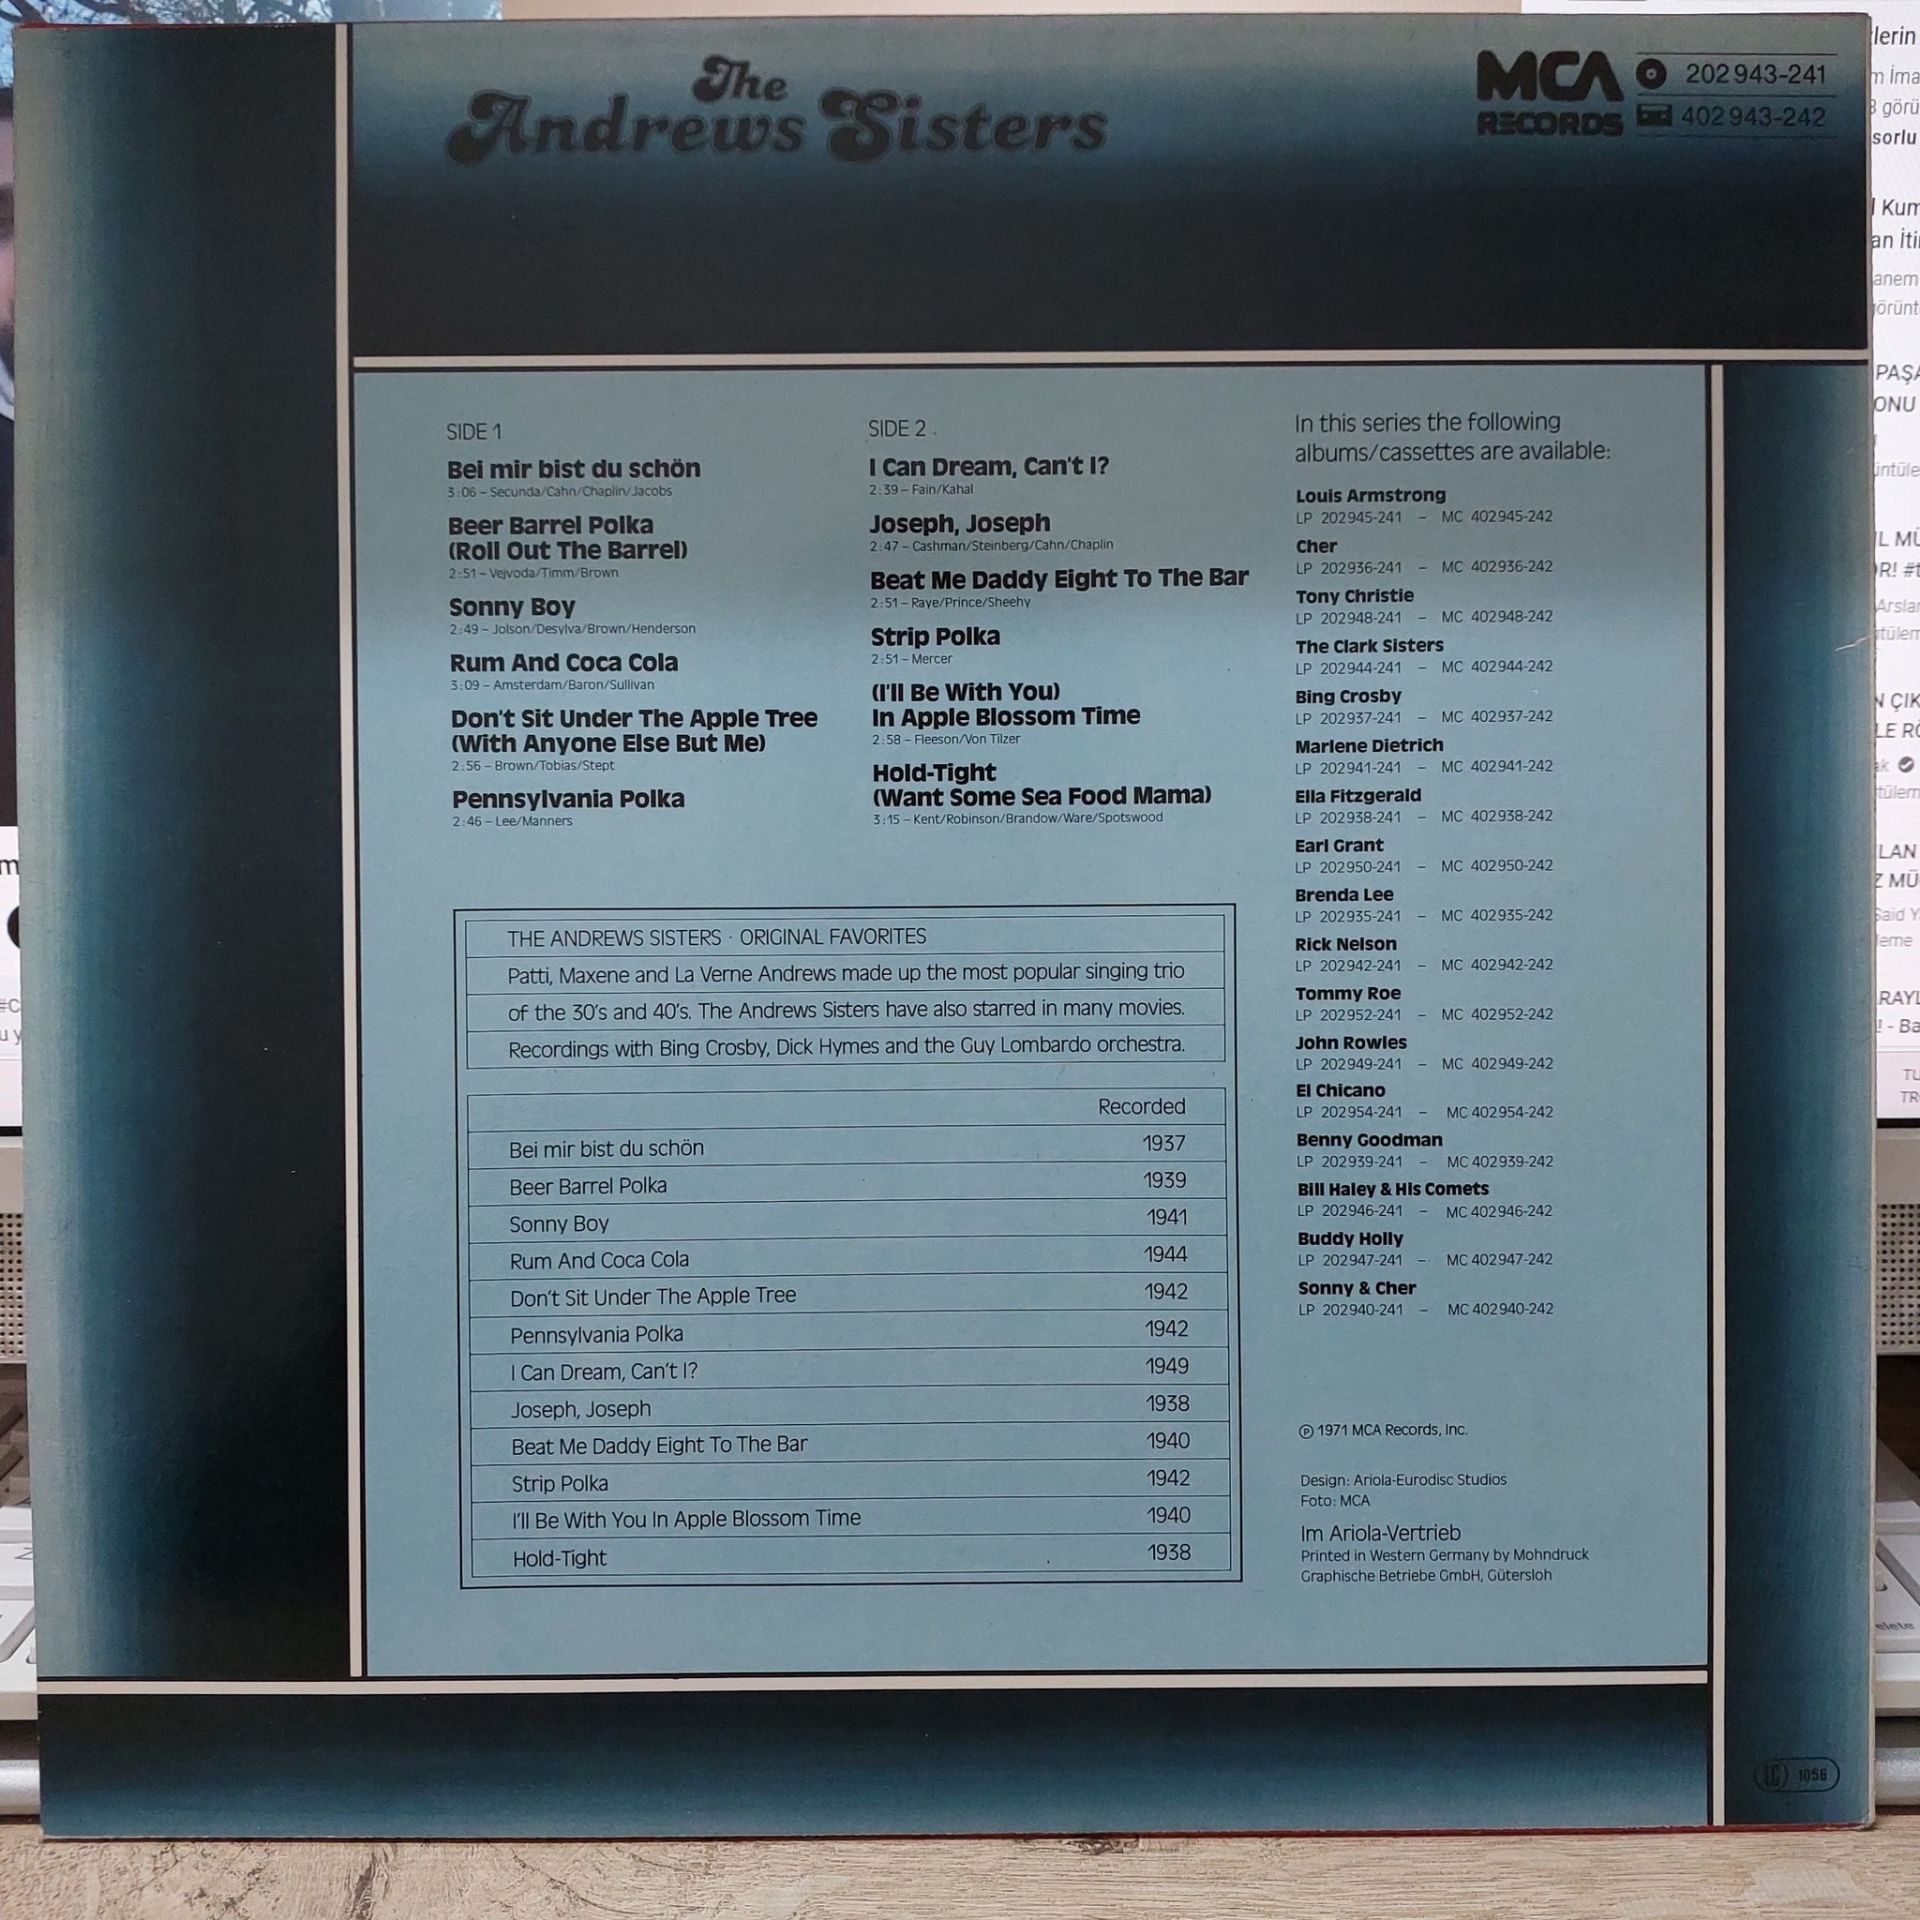 The
Andrews Sisters
MCA
RECORDS
202 943-241
402 943-242
SIDE 1
Bei mir bist du schön
3:06 – Secunda/Cahn/Chaplin/Jacobs
Beer Barrel Polka
(Roll Out The Barrel)
2:51 – Vejvoda/Timm/Brown
Sonny Boy
2:49 – Jolson/Desylva/Brown/Henderson
Rum And Coca Cola
3:09 – Amsterdam/Baron/Sullivan
Don't Sit Under The Apple Tree
(With Anyone Else But Me)
2:56 – Brown/Tobias/Stept
Pennsylvania Polka
2:46 – Lee/Manners
SIDE 2
I Can Dream, Can't I?
2:39 – Fain/Kahal
Joseph, Joseph
2:47 – Cashman/Steinberg/Cahn/Chaplin
Beat Me Daddy Eight To The Bar
2:51 – Raye/Prince/Sheehy
Strip Polka
2:51 – Mercer
(I'll Be With You)
In Apple Blossom Time
2:58 – Fleeson/Von Tilzer
Hold-Tight
(Want Some Sea Food Mama)
3:15 – Kent/Robinson/Brandow/Ware/Spotswood
THE ANDREWS SISTERS · ORIGINAL FAVORITES
Patti, Maxene and La Verne Andrews made up the most popular singing trio
of the 30's and 40's. The Andrews Sisters have also starred in many movies.
Recordings with Bing Crosby, Dick Hymes and the Guy Lombardo orchestra.
Recorded
Bei mir bist du schön 1937
Beer Barrel Polka 1939
Sonny Boy 1941
Rum And Coca Cola 1944
Don't Sit Under The Apple Tree 1942
Pennsylvania Polka 1942
I Can Dream, Can't I? 1949
Joseph, Joseph 1938
Beat Me Daddy Eight To The Bar 1940
Strip Polka 1942
I'll Be With You In Apple Blossom Time 1940
Hold-Tight 1938
In this series the following
albums/cassettes are available:
Louis Armstrong
LP 202945-241 – MC 402945-242
Cher
LP 202936-241 – MC 402936-242
Tony Christie
LP 202948-241 – MC 402948-242
The Clark Sisters
LP 202944-241 – MC 402944-242
Bing Crosby
LP 202937-241 – MC 402937-242
Marlene Dietrich
LP 202941-241 – MC 402941-242
Ella Fitzgerald
LP 202938-241 – MC 402938-242
Earl Grant
LP 202950-241 – MC 402950-242
Brenda Lee
LP 202935-241 – MC 402935-242
Rick Nelson
LP 202942-241 – MC 402942-242
Tommy Roe
LP 202952-241 – MC 402952-242
John Rowles
LP 202949-241 – MC 402949-242
El Chicano
LP 202954-241 – MC 402954-242
Benny Goodman
LP 202939-241 – MC 402939-242
Bill Haley & His Comets
LP 202946-241 – MC 402946-242
Buddy Holly
LP 202947-241 – MC 402947-242
Sonny & Cher
LP 202940-241 – MC 402940-242
Ⓟ 1971 MCA Records, Inc.
Design: Ariola-Eurodisc Studios
Foto: MCA
Im Ariola-Vertrieb
Printed in Western Germany by Mohndruck
Graphische Betriebe GmbH, Gütersloh
LC 1056